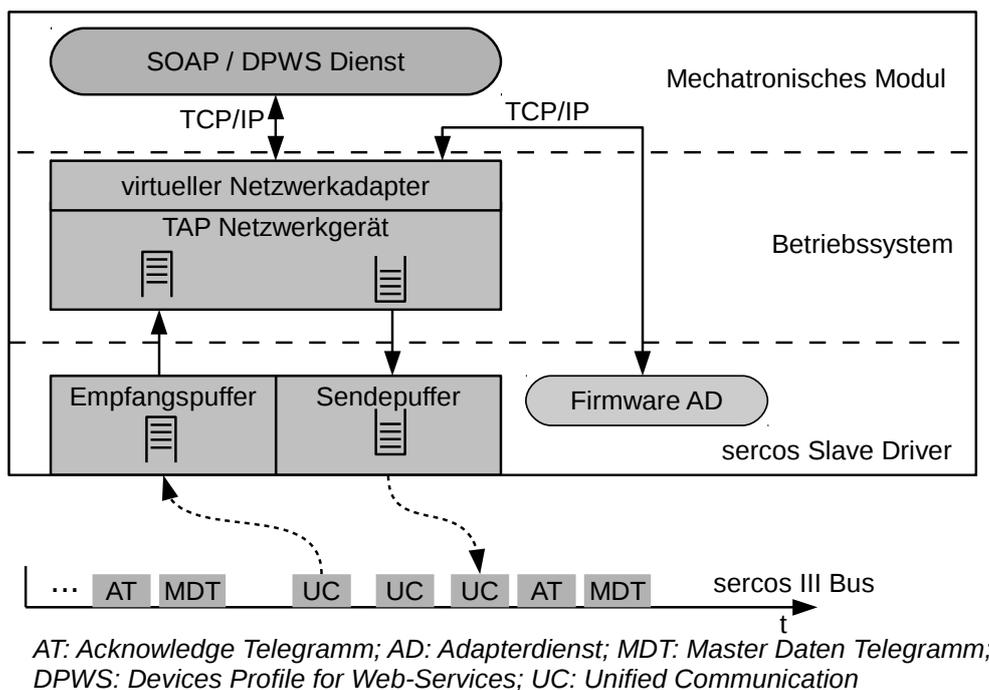 SOAP / DPWS Dienst
Mechatronisches Modul
TCP/IP
TCP/IP
virtueller Netzwerkadapter
TAP Netzwerkgerät
Betriebssystem
Empfangspuffer
Sendepuffer
Firmware AD
sercos Slave Driver
... AT MDT UC UC UC AT MDT
sercos III Bus
t
AT: Acknowledge Telegramm; AD: Adapterdienst; MDT: Master Daten Telegramm;
DPWS: Devices Profile for Web-Services; UC: Unified Communication